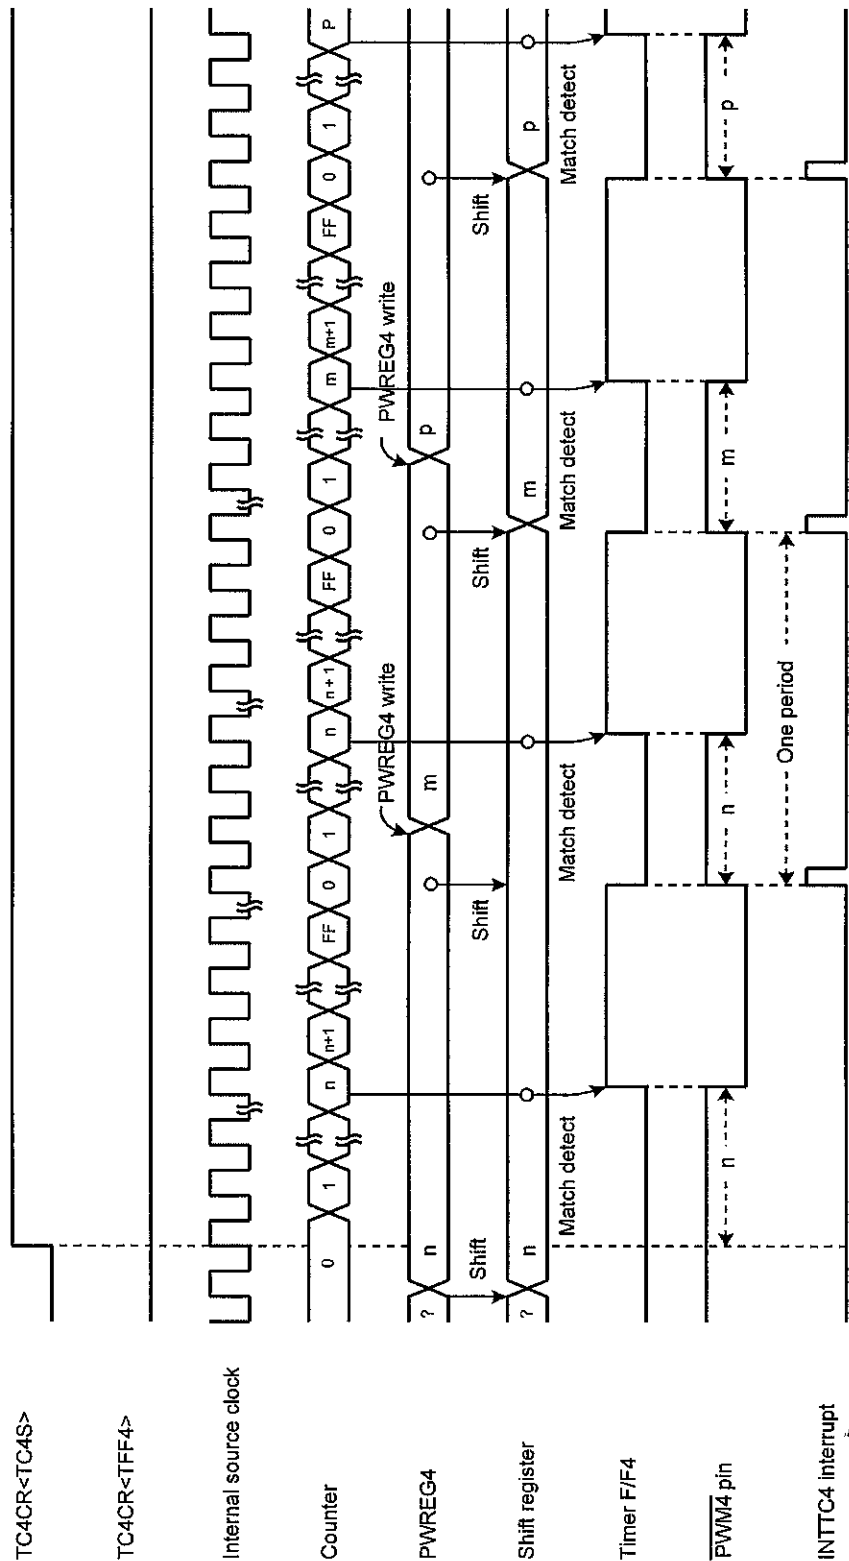 TC4CR<TC4S>
TC4CR<TFF4>
Internal source clock
Counter
0
1
n
n+1
FF
0
1
n
n + 1
FF
0
1
m
m+1
FF
0
1
p
PWREG4
?
n
PWREG4 write
m
PWREG4 write
p
Shift
Shift
Shift
Shift
Shift register
?
n
m
p
Match detect
Match detect
Match detect
Match detect
Timer F/F4
PWM4 pin
n
n
m
p
One period
INTTC4 interrupt